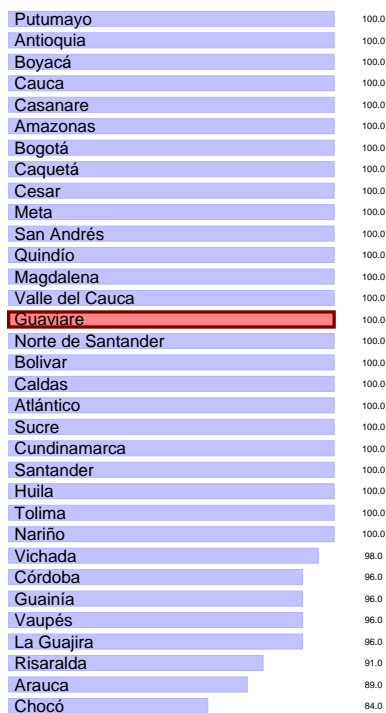 Putumayo 100.0
Antioquia 100.0
Boyacá 100.0
Cauca 100.0
Casanare 100.0
Amazonas 100.0
Bogotá 100.0
Caquetá 100.0
Cesar 100.0
Meta 100.0
San Andrés 100.0
Quindío 100.0
Magdalena 100.0
Valle del Cauca 100.0
Guaviare 100.0
Norte de Santander 100.0
Bolivar 100.0
Caldas 100.0
Atlántico 100.0
Sucre 100.0
Cundinamarca 100.0
Santander 100.0
Huila 100.0
Tolima 100.0
Nariño 100.0
Vichada 98.0
Córdoba 96.0
Guainía 96.0
Vaupés 96.0
La Guajira 96.0
Risaralda 91.0
Arauca 89.0
Chocó 84.0